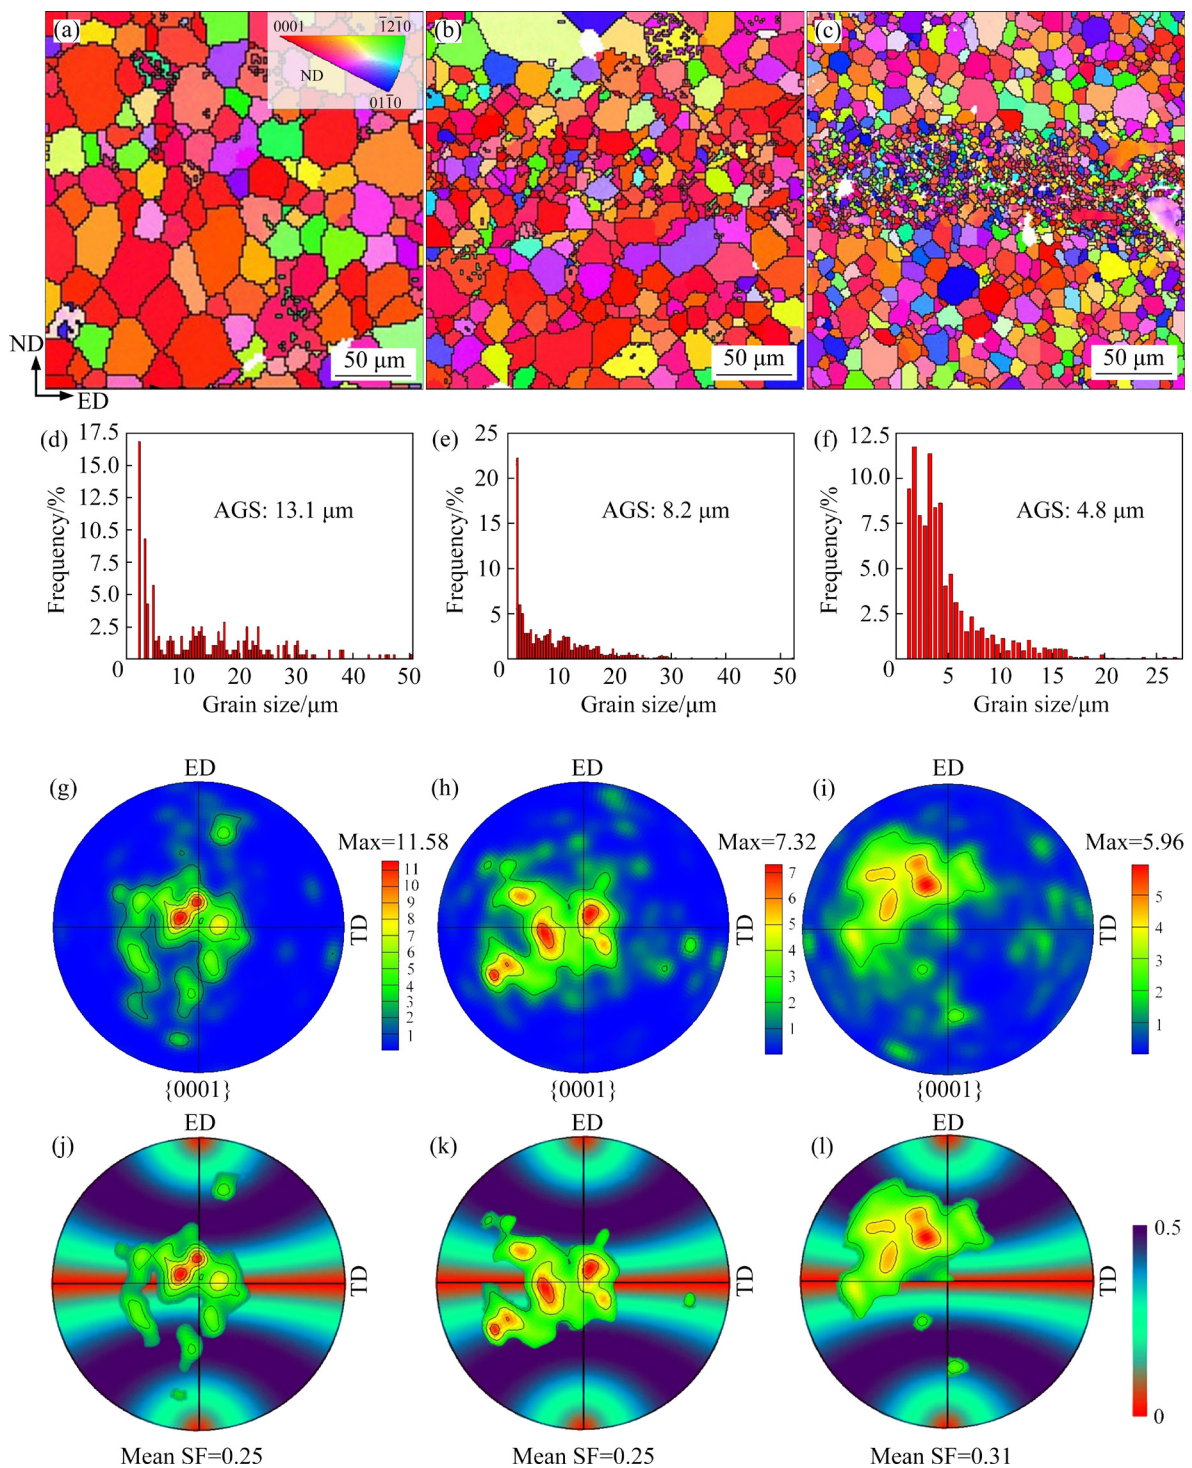 (a)
0001
1̄21̄0
ND
011̄0
(b)
(c)
ND
ED
50 μm
50 μm
50 μm
(d)
17.5
15.0
12.5
10.0
7.5
5.0
2.5
0
10
20
30
40
50
Frequency/%
AGS: 13.1 μm
Grain size/μm
(e)
25
20
15
10
5
0
10
20
30
40
50
Frequency/%
AGS: 8.2 μm
Grain size/μm
(f)
12.5
10.0
7.5
5.0
2.5
0
5
10
15
20
25
Frequency/%
AGS: 4.8 μm
Grain size/μm
(g)
ED
TD
Max=11.58
11
10
9
8
7
6
5
4
3
2
1
{0001}
(h)
ED
TD
Max=7.32
7
6
5
4
3
2
1
{0001}
(i)
ED
TD
Max=5.96
5
4
3
2
1
{0001}
(j)
ED
TD
Mean SF=0.25
(k)
ED
TD
Mean SF=0.25
(l)
ED
TD
0.5
0
Mean SF=0.31